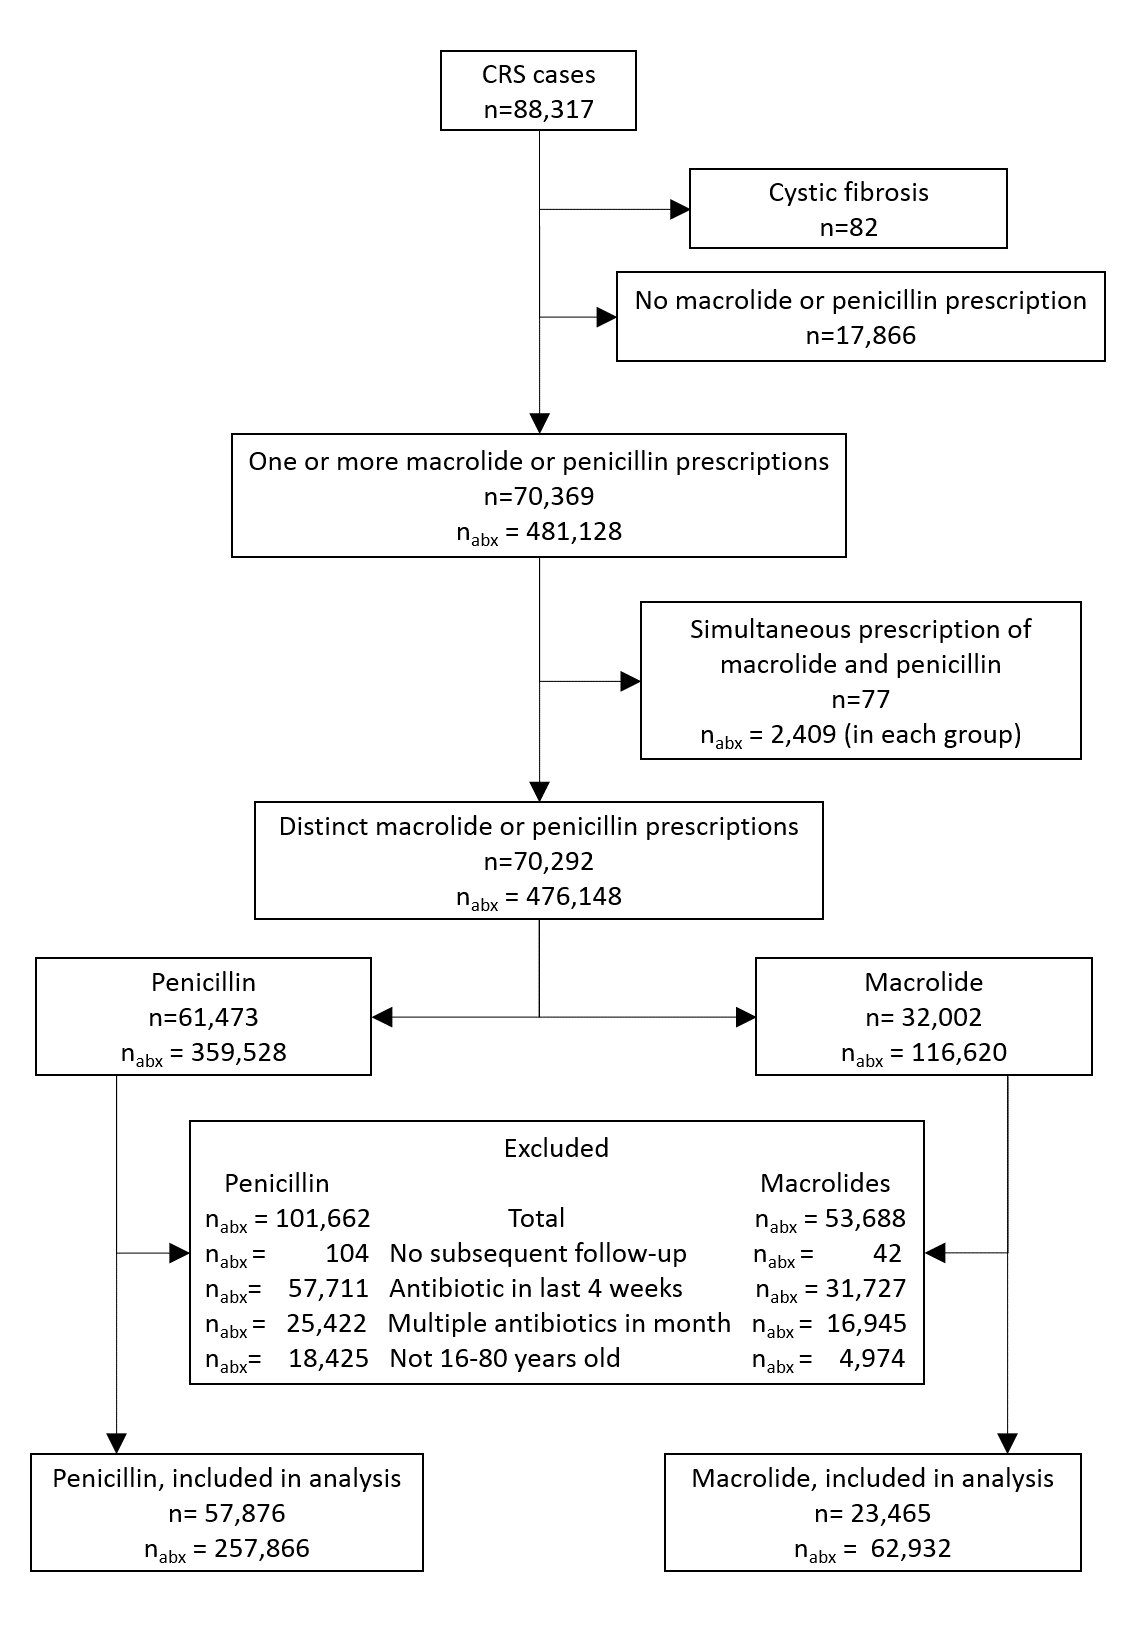 CRS cases
n=88,317
Cystic fibrosis
n=82
No macrolide or penicillin prescription
n=17,866
One or more macrolide or penicillin prescriptions
n=70,369
nabx = 481,128
Simultaneous prescription of
macrolide and penicillin
n=77
nabx = 2,409 (in each group)
Distinct macrolide or penicillin prescriptions
n=70,292
nabx = 476,148
Penicillin
n=61,473
nabx = 359,528
Macrolide
n= 32,002
nabx = 116,620
Excluded
Penicillin Macrolides
nabx = 101,662 Total nabx = 53,688
nabx = 104 No subsequent follow-up nabx = 42
nabx= 57,711 Antibiotic in last 4 weeks nabx = 31,727
nabx = 25,422 Multiple antibiotics in month nabx = 16,945
nabx= 18,425 Not 16-80 years old nabx = 4,974
Penicillin, included in analysis
n= 57,876
nabx = 257,866
Macrolide, included in analysis
n= 23,465
nabx = 62,932